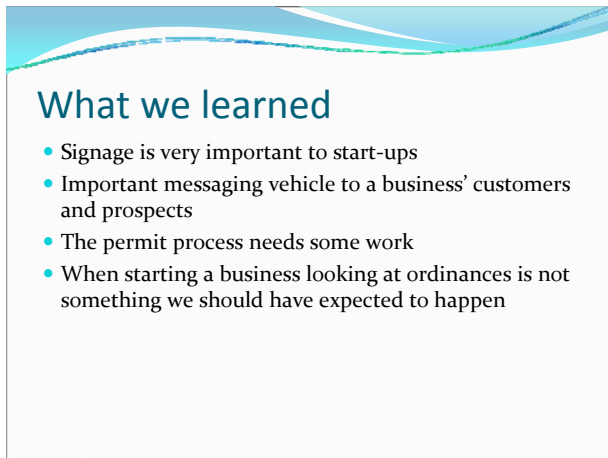 What we learned
• Signage is very important to start-ups
• Important messaging vehicle to a business’ customers
and prospects
• The permit process needs some work
• When starting a business looking at ordinances is not
something we should have expected to happen